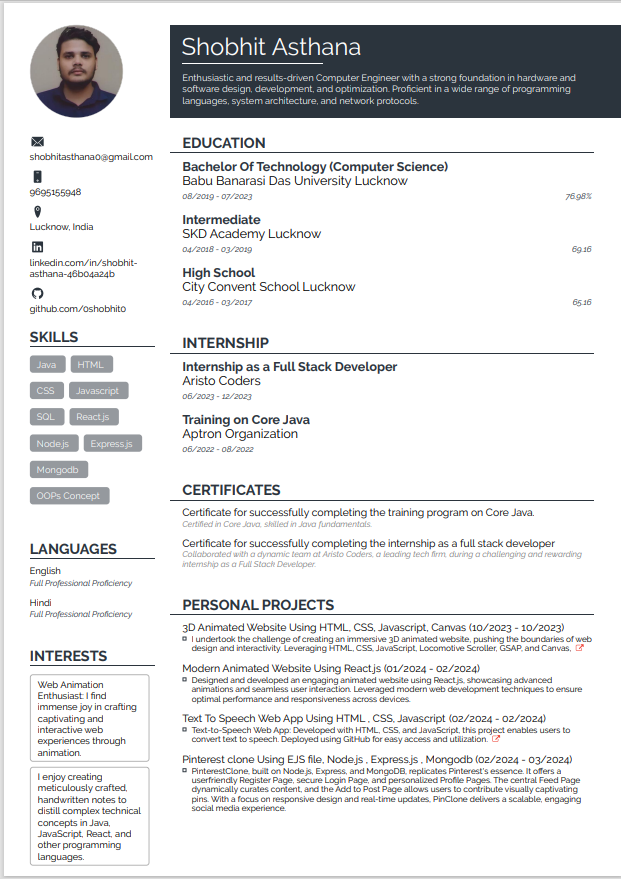 Shobhit Asthana
Enthusiastic and results-driven Computer Engineer with a strong foundation in hardware and
software design, development, and optimization. Proficient in a wide range of programming
languages, system architecture, and network protocols.
shobhitasthana0@gmail.com
9695155948
Lucknow, India
linkedin.com/in/shobhit-
asthana-46b04a24b
github.com/0shobhit0
SKILLS
Java HTML
CSS Javascript
SQL React.js
Node.js Express.js
Mongodb
OOPs Concept
LANGUAGES
English
Full Professional Proficiency
Hindi
Full Professional Proficiency
INTERESTS
Web Animation
Enthusiast: I find
immense joy in crafting
captivating and
interactive web
experiences through
animation.
I enjoy creating
meticulously crafted,
handwritten notes to
distill complex technical
concepts in Java,
JavaScript, React, and
other programming
languages.
EDUCATION
Bachelor Of Technology (Computer Science)
Babu Banarasi Das University Lucknow
08/2019 - 07/2023 76.98%
Intermediate
SKD Academy Lucknow
04/2018 - 03/2019 69.16
High School
City Convent School Lucknow
04/2016 - 03/2017 65.16
INTERNSHIP
Internship as a Full Stack Developer
Aristo Coders
06/2023 - 12/2023
Training on Core Java
Aptron Organization
06/2022 - 08/2022
CERTIFICATES
Certificate for successfully completing the training program on Core Java.
Certified in Core Java, skilled in Java fundamentals.
Certificate for successfully completing the internship as a full stack developer
Collaborated with a dynamic team at Aristo Coders, a leading tech firm, during a challenging and rewarding
internship as a Full Stack Developer.
PERSONAL PROJECTS
3D Animated Website Using HTML, CSS, Javascript, Canvas (10/2023 - 10/2023)
I undertook the challenge of creating an immersive 3D animated website, pushing the boundaries of web
design and interactivity. Leveraging HTML, CSS, JavaScript, Locomotive Scroller, GSAP, and Canvas,
Modern Animated Website Using React.js (01/2024 - 02/2024)
Designed and developed an engaging animated website using React.js, showcasing advanced
animations and seamless user interaction. Leveraged modern web development techniques to ensure
optimal performance and responsiveness across devices.
Text To Speech Web App Using HTML , CSS, Javascript (02/2024 - 02/2024)
Text-to-Speech Web App: Developed with HTML, CSS, and JavaScript, this project enables users to
convert text to speech. Deployed using GitHub for easy access and utilization.
Pinterest clone Using EJS file, Node.js , Express.js , Mongodb (02/2024 - 03/2024)
PinterestClone, built on Node.js, Express, and MongoDB, replicates Pinterest's essence. It offers a
userfriendly Register Page, secure Login Page, and personalized Profile Pages. The central Feed Page
dynamically curates content, and the Add to Post Page allows users to contribute visually captivating
pins. With a focus on responsive design and real-time updates, PinClone delivers a scalable, engaging
social media experience.